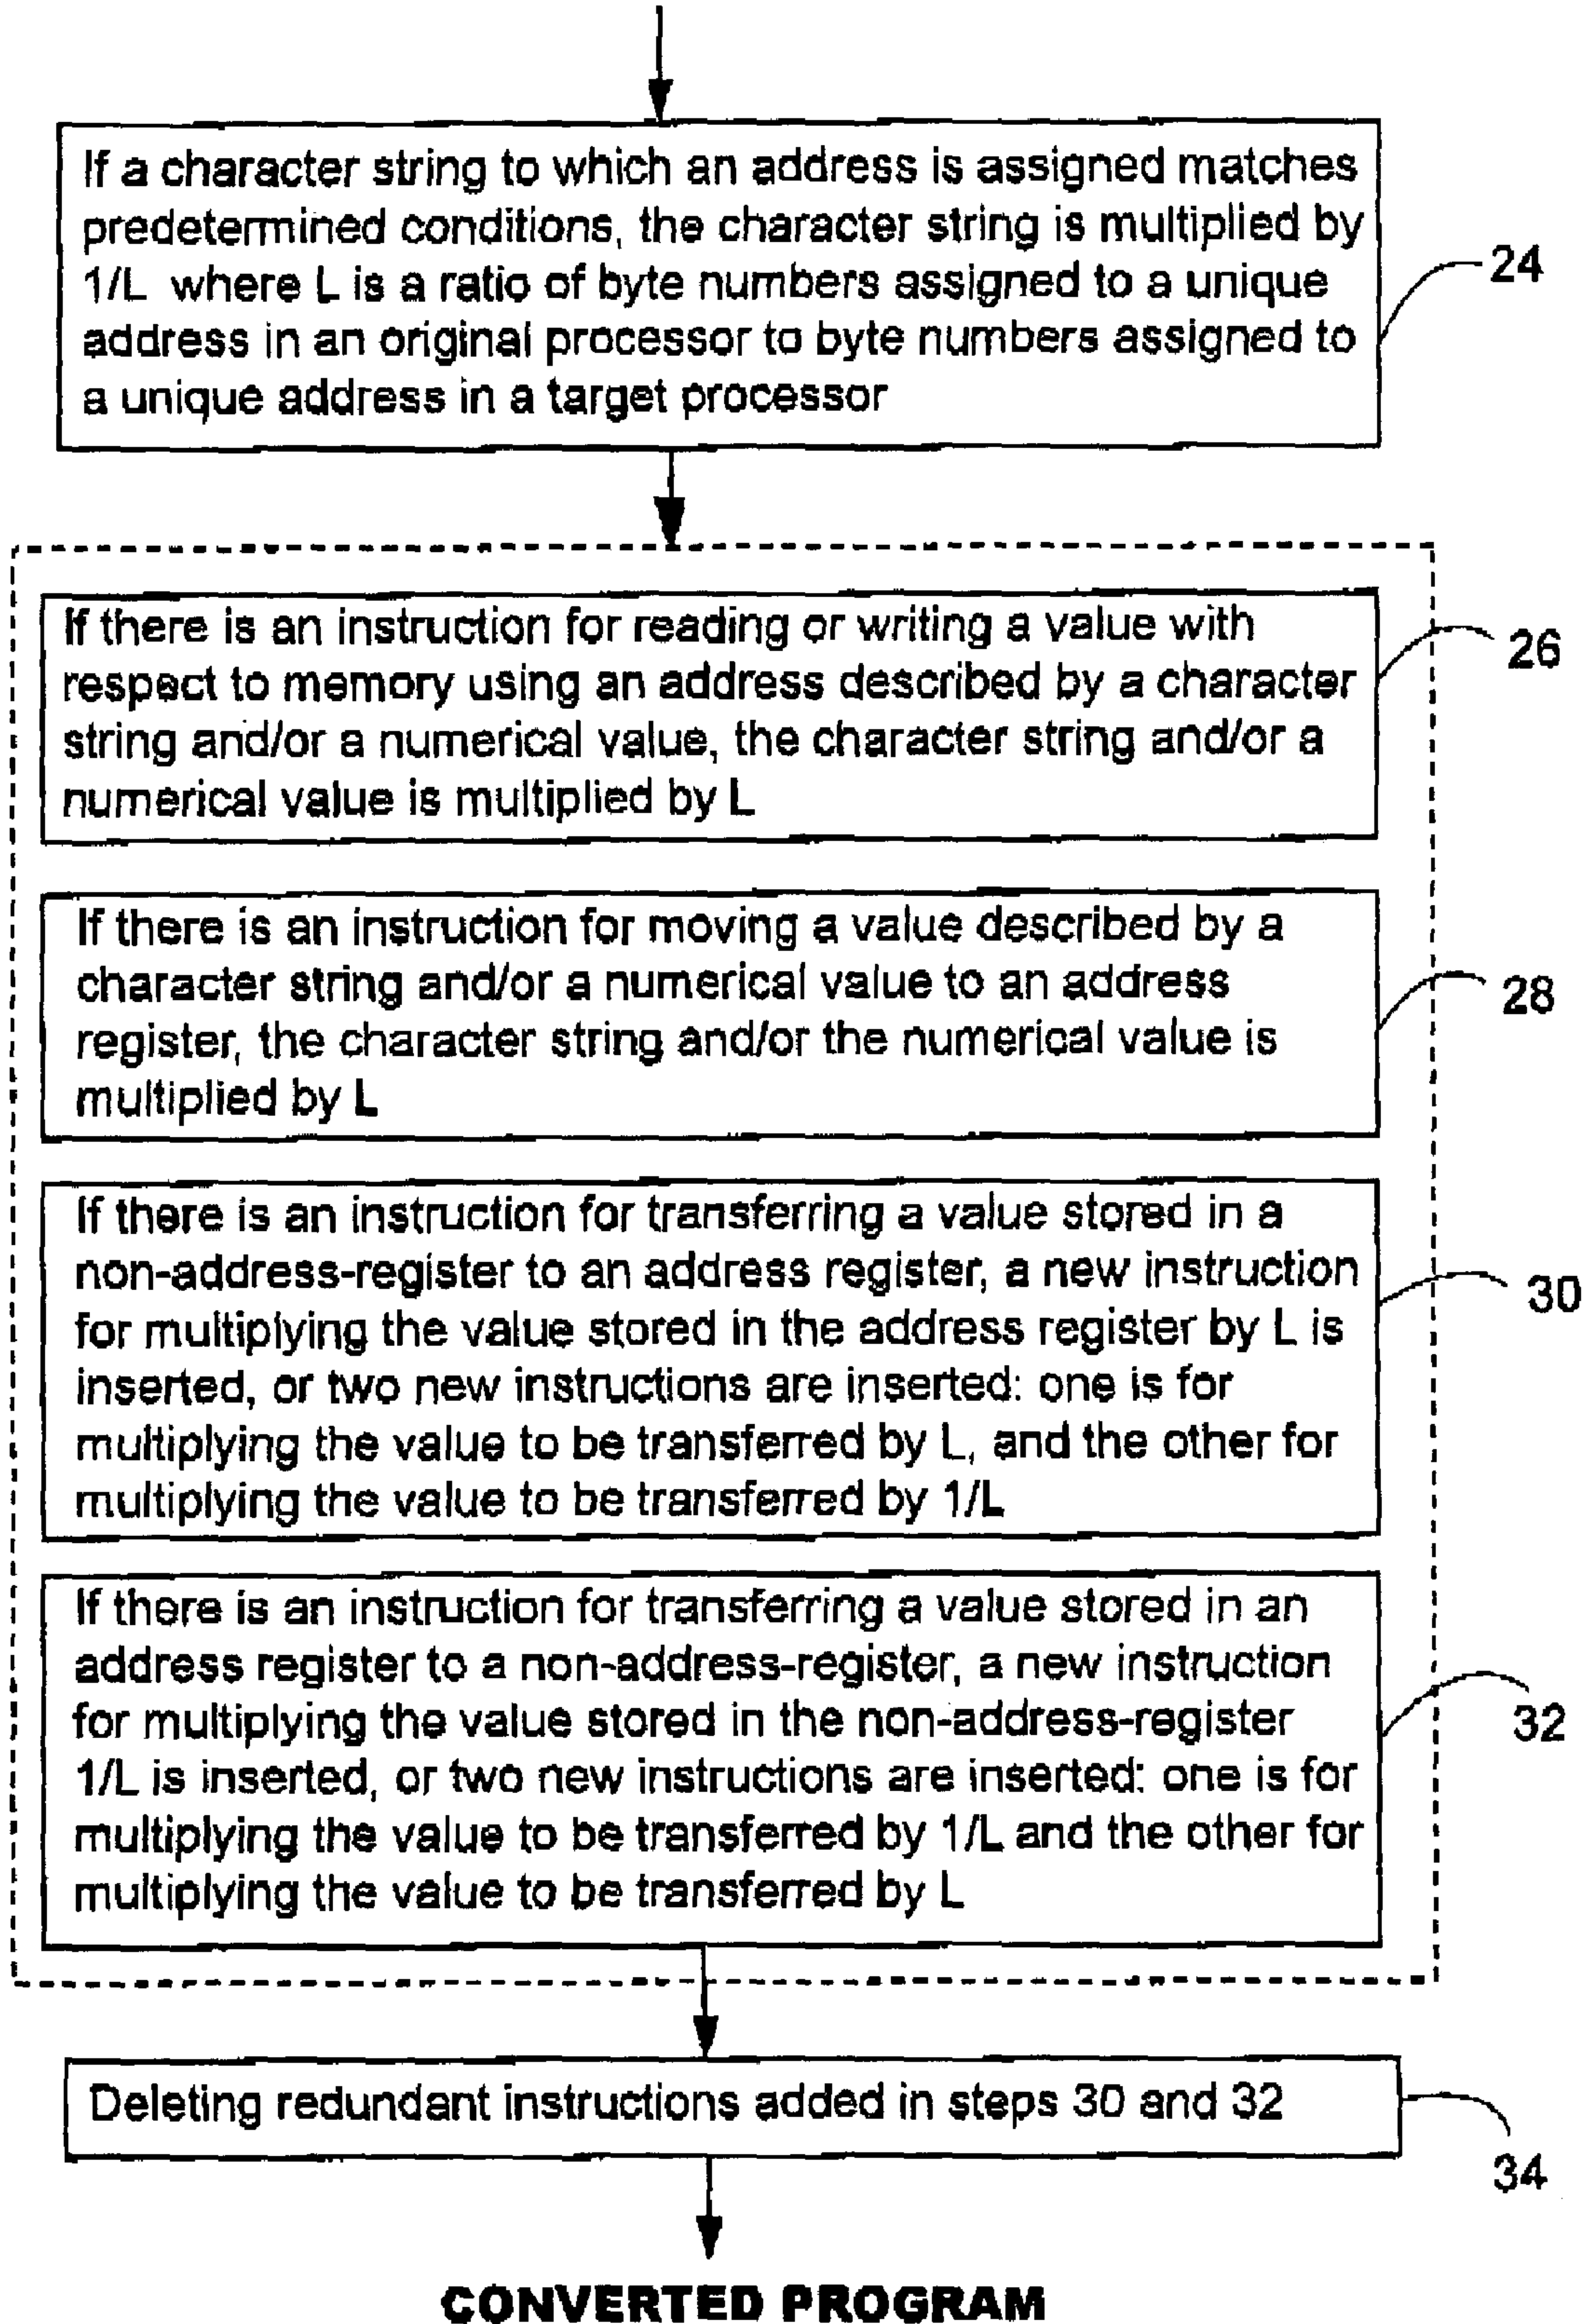 If a character string to which an address is assigned matches
predetermined conditions, the character string is multiplied by
1/L where L is a ratio of byte numbers assigned to a unique
address in an original processor to byte numbers assigned to
a unique address in a target processor
24
If there is an instruction for reading or writing a value with
respect to memory using an address described by a character
string and/or a numerical value, the character string and/or a
numerical value is multiplied by L
26
If there is an instruction for moving a value described by a
character string and/or a numerical value to an address
register, the character string and/or the numerical value is
multiplied by L
28
If there is an instruction for transferring a value stored in a
non-address-register to an address register, a new instruction
for multiplying the value stored in the address register by L is
inserted, or two new instructions are inserted: one is for
multiplying the value to be transferred by L, and the other for
multiplying the value to be transferred by 1/L
30
If there is an instruction for transferring a value stored in an
address register to a non-address-register, a new instruction
for multiplying the value stored in the non-address-register
1/L is inserted, or two new instructions are inserted: one is for
multiplying the value to be transferred by 1/L and the other for
multiplying the value to be transferred by L
32
Deleting redundant instructions added in steps 30 and 32
34
CONVERTED PROGRAM